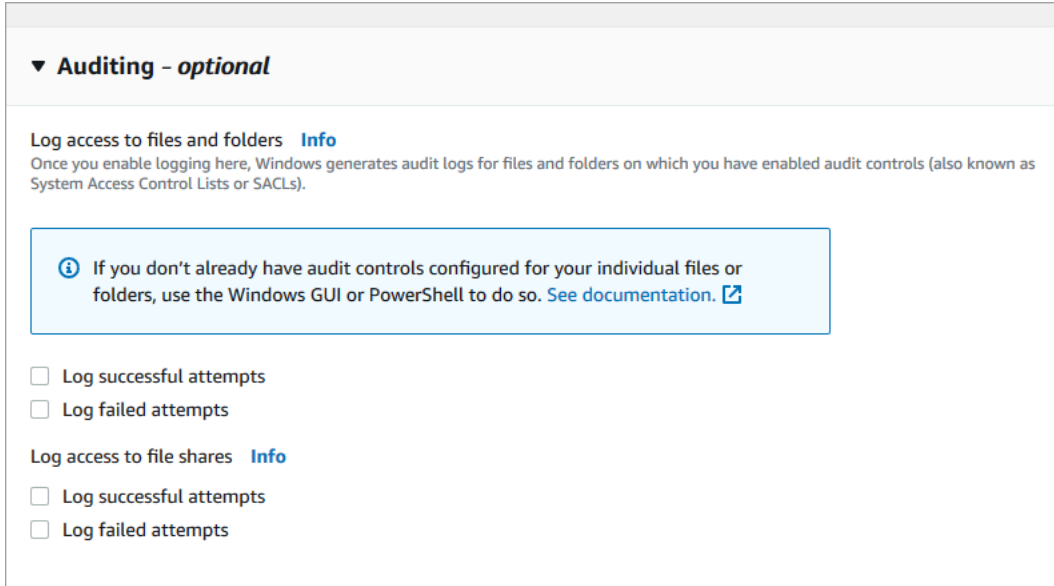 Auditing - optional
Log access to files and folders Info
Once you enable logging here, Windows generates audit logs for files and folders on which you have enabled audit controls (also known as
System Access Control Lists or SACLs).
If you don’t already have audit controls configured for your individual files or
folders, use the Windows GUI or PowerShell to do so. See documentation.
Log successful attempts
Log failed attempts
Log access to file shares Info
Log successful attempts
Log failed attempts